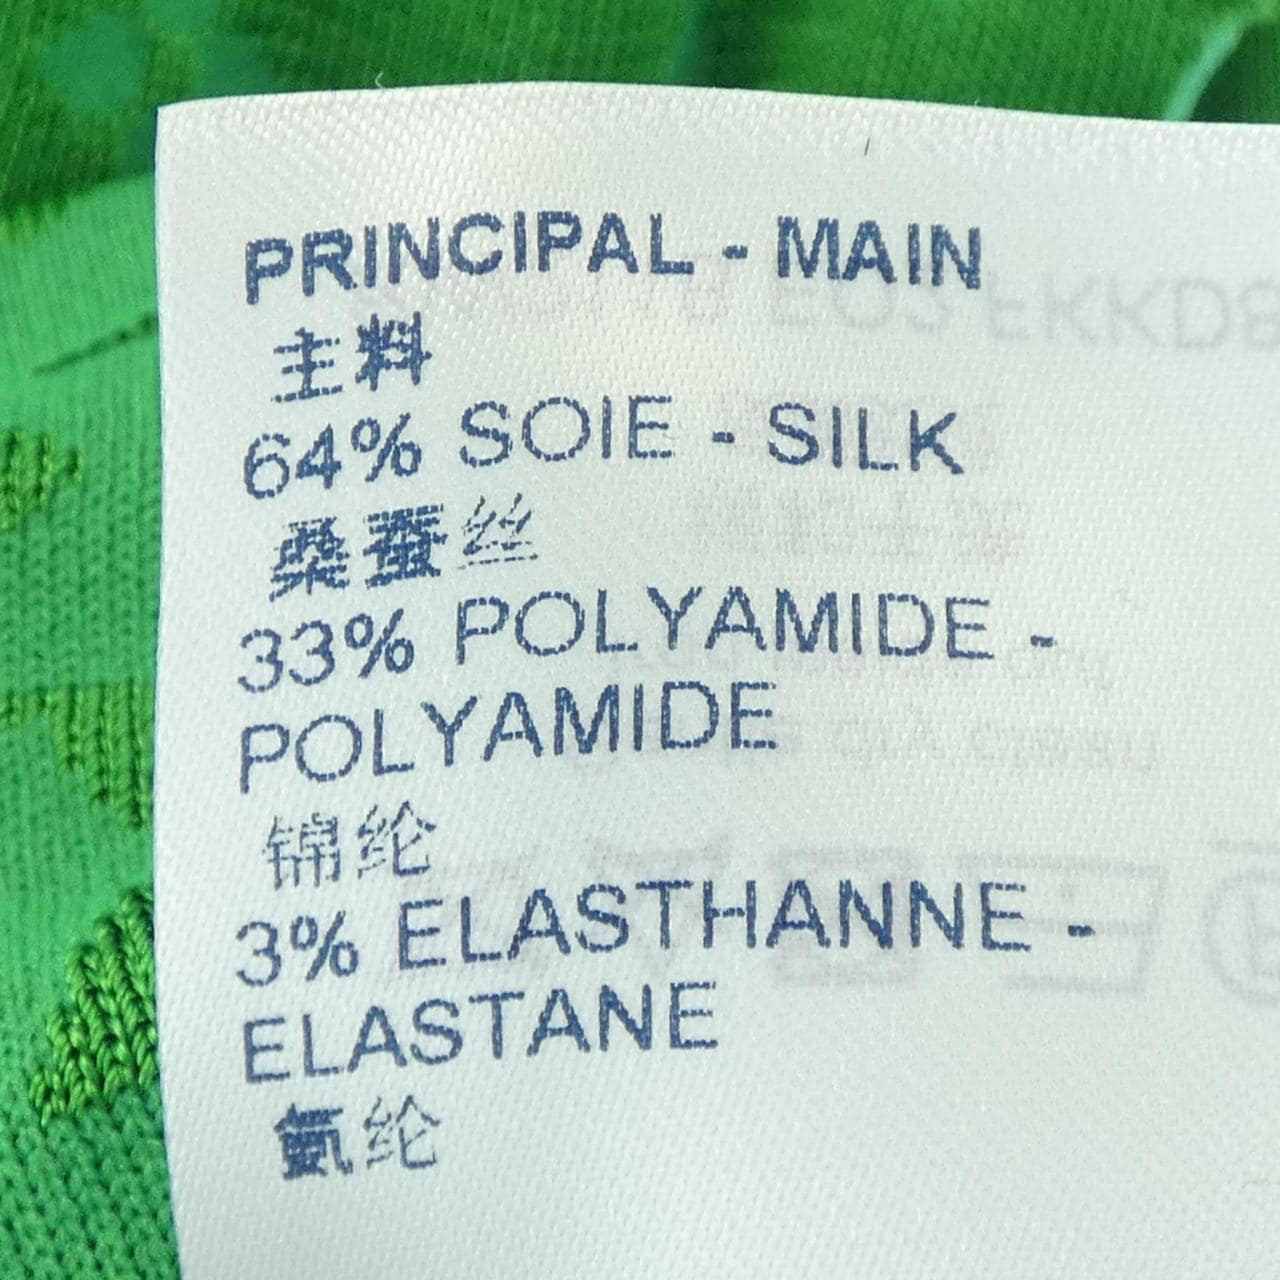 PRINCIPAL - MAIN
主料
64% SOIE - SILK
桑蚕丝
33% POLYAMIDE -
POLYAMIDE
锦纶
3% ELASTHANNE -
ELASTANE
氨纶